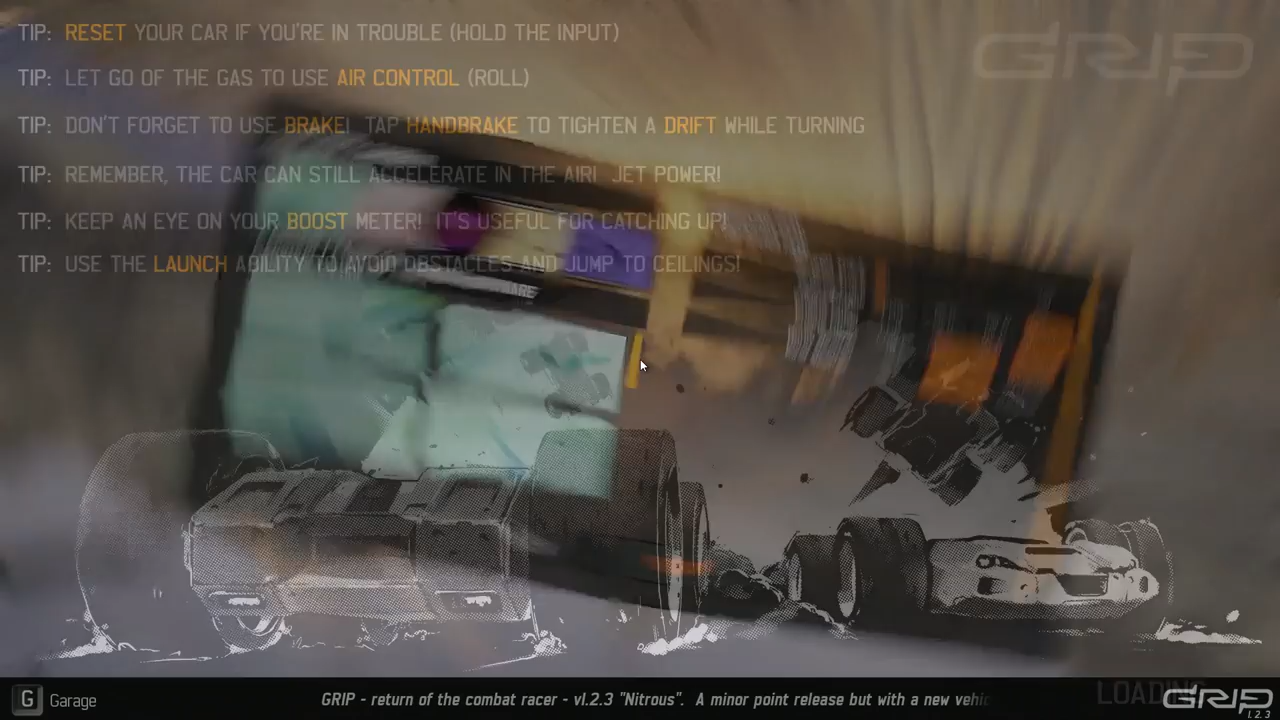 TIP: RESET YOUR CAR IF YOU'RE IN TROUBLE (HOLD THE INPUT)
GRIP
TIP: LET GO OF THE GAS TO USE AIR CONTROL (ROLL)
TIP: DON'T FORGET TO USE BRAKE! TAP HANDBRAKE TO TIGHTEN A DRIFT WHILE TURNING
TIP: REMEMBER, THE CAR CAN STILL ACCELERATE IN THE AIR! JET POWER!
TIP: KEEP AN EYE ON YOUR BOOST METER! IT'S USEFUL FOR CATCHING UP!
TIP: USE THE LAUNCH ABILITY TO AVOID OBSTACLES AND JUMP TO CEILINGS!
G Garage
GRIP - return of the combat racer - v1.2.3 "Nitrous". A minor point release but with a new vehic
LOADING
GRIP
1.2.3